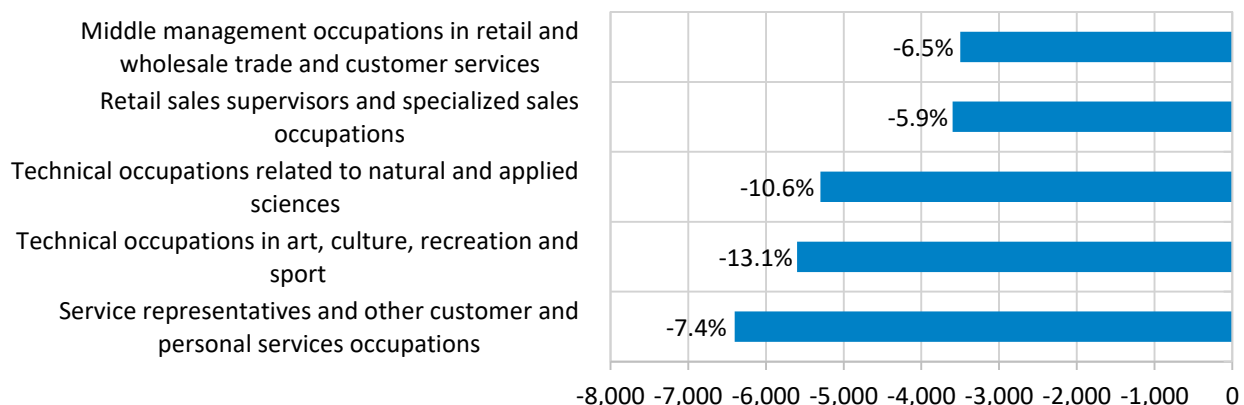 Middle management occupations in retail and
wholesale trade and customer services
-6.5%
Retail sales supervisors and specialized sales
occupations
-5.9%
Technical occupations related to natural and applied
sciences
-10.6%
Technical occupations in art, culture, recreation and
sport
-13.1%
Service representatives and other customer and
personal services occupations
-7.4%
-8,000 -7,000 -6,000 -5,000 -4,000 -3,000 -2,000 -1,000 0